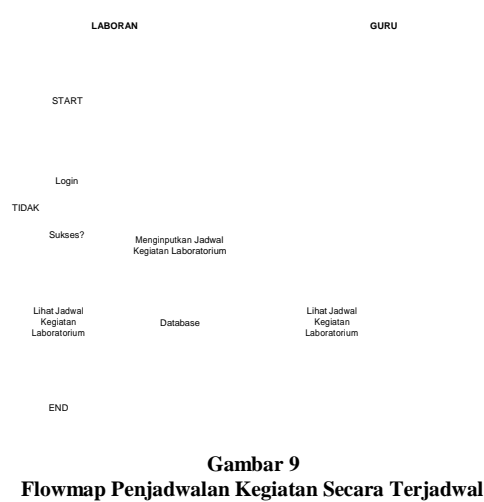 LABORAN
GURU
START
Login
TIDAK
Sukses?
Menginputkan Jadwal
Kegiatan Laboratorium
Lihat Jadwal
Kegiatan
Laboratorium
Database
Lihat Jadwal
Kegiatan
Laboratorium
END
Gambar 9
Flowmap Penjadwalan Kegiatan Secara Terjadwal